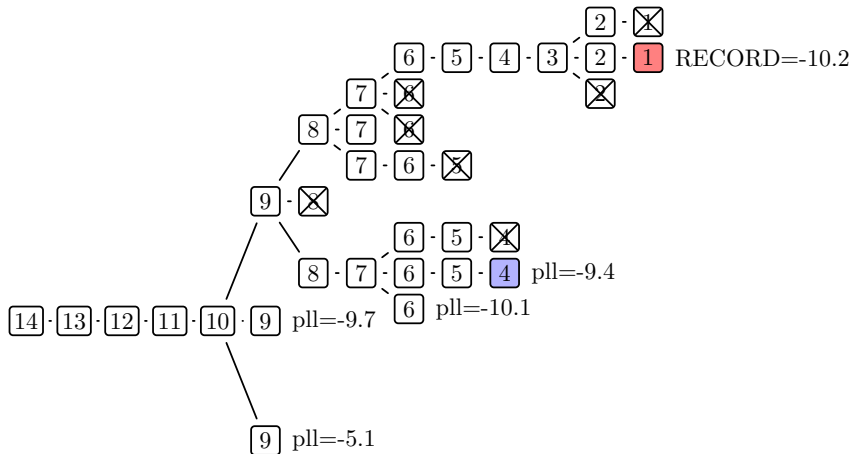 2 1
6 5 4 3 2 1 RECORD=-10.2
7 6 2
8 7 6
7 6 5
9 8
6 5 4
8 7 6 5 4 pll=-9.4
6 pll=-10.1
14 13 12 11 10 9 pll=-9.7
9 pll=-5.1